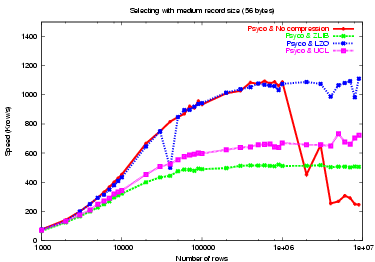 Selecting with medium record size (56 bytes)
Psyco & No compression
Psyco & ZLIB
Psyco & LZO
Psyco & UCL
Speed (Krow/s)
1400
1200
1000
800
600
400
200
0
1000
10000
100000
1e+06
1e+07
Number of rows